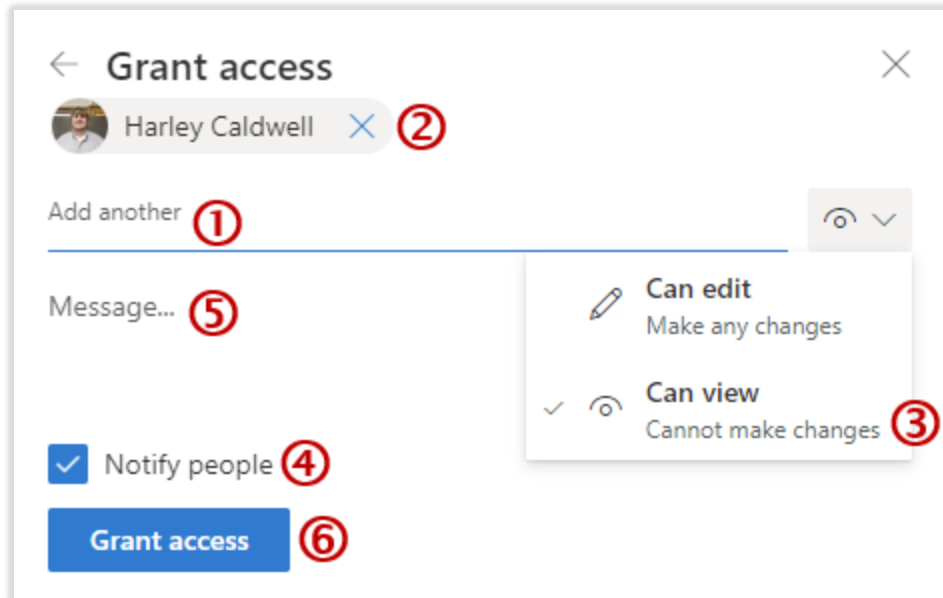 Grant access
Harley Caldwell ②
Add another ①
Message... ⑤
Can edit
Make any changes
Can view
Cannot make changes ③
Notify people ④
Grant access ⑥